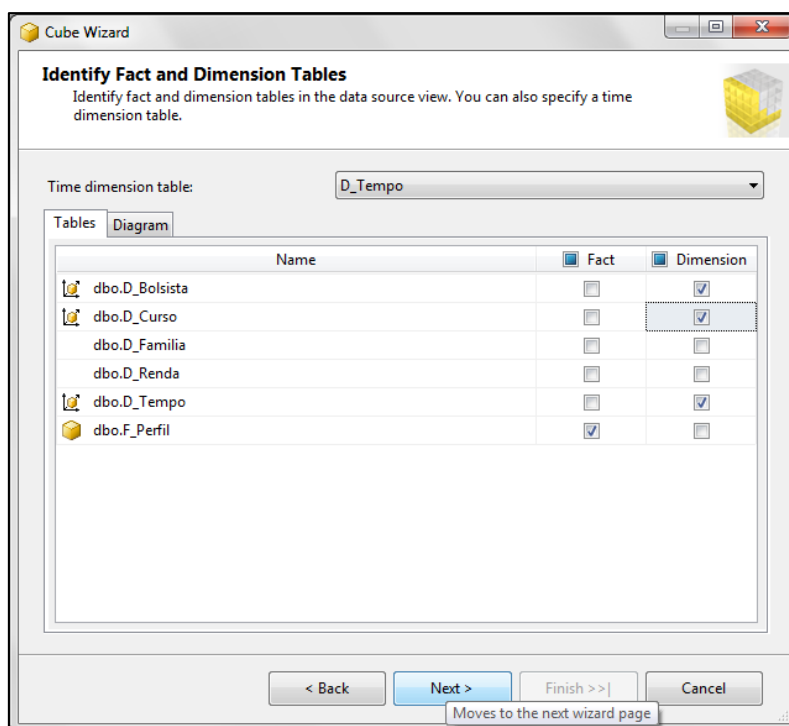 Cube Wizard
Identify Fact and Dimension Tables
Identify fact and dimension tables in the data source view. You can also specify a time
dimension table.
Time dimension table: D_Tempo
Tables Diagram
Name Fact Dimension
dbo.D_Bolsista
dbo.D_Curso
dbo.D_Familia
dbo.D_Renda
dbo.D_Tempo
dbo.F_Perfil
< Back Next > Finish >>| Cancel
Moves to the next wizard page